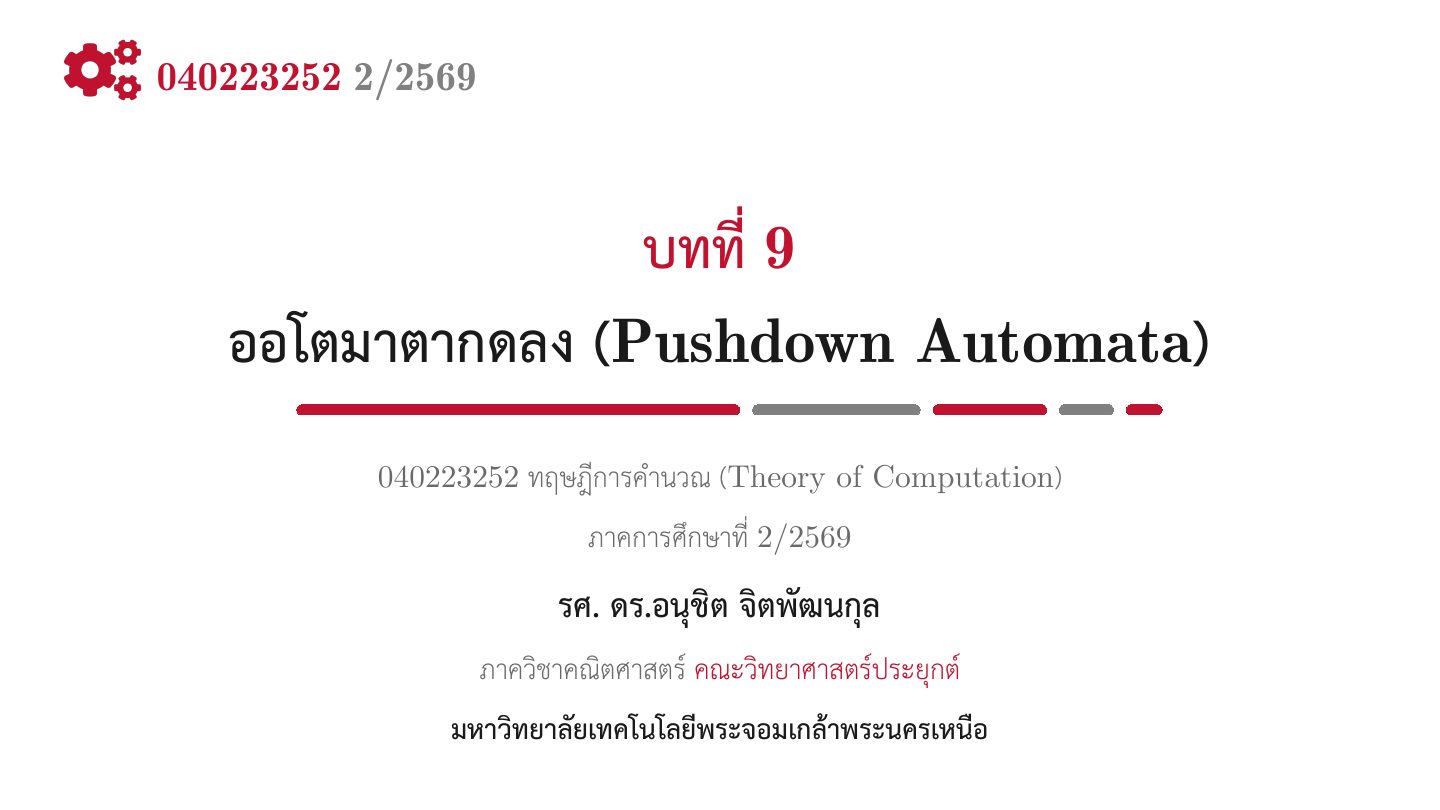 040223252 2/2569
บทที่ 9
ออโตมาตากดลง (Pushdown Automata)
040223252 ทฤษฎีการคำนวณ (Theory of Computation)
ภาคการศึกษาที่ 2/2569
รศ. ดร.อนุชิต จิตพัฒนกุล
ภาควิชาคณิตศาสตร์ คณะวิทยาศาสตร์ประยุกต์
มหาวิทยาลัยเทคโนโลยีพระจอมเกล้าพระนครเหนือ